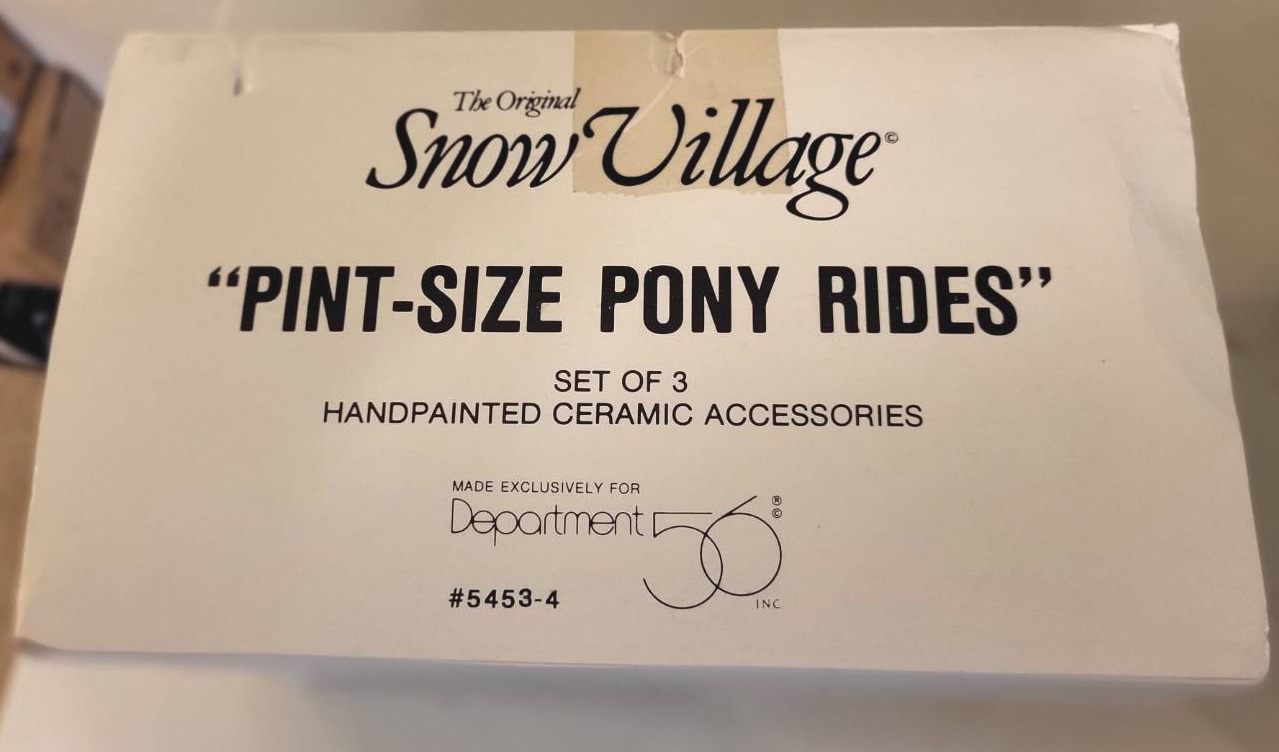 The Original
Snow Village©
“PINT-SIZE PONY RIDES”
SET OF 3
HANDPAINTED CERAMIC ACCESSORIES
MADE EXCLUSIVELY FOR
Department 56 ® ©
INC.
#5453-4